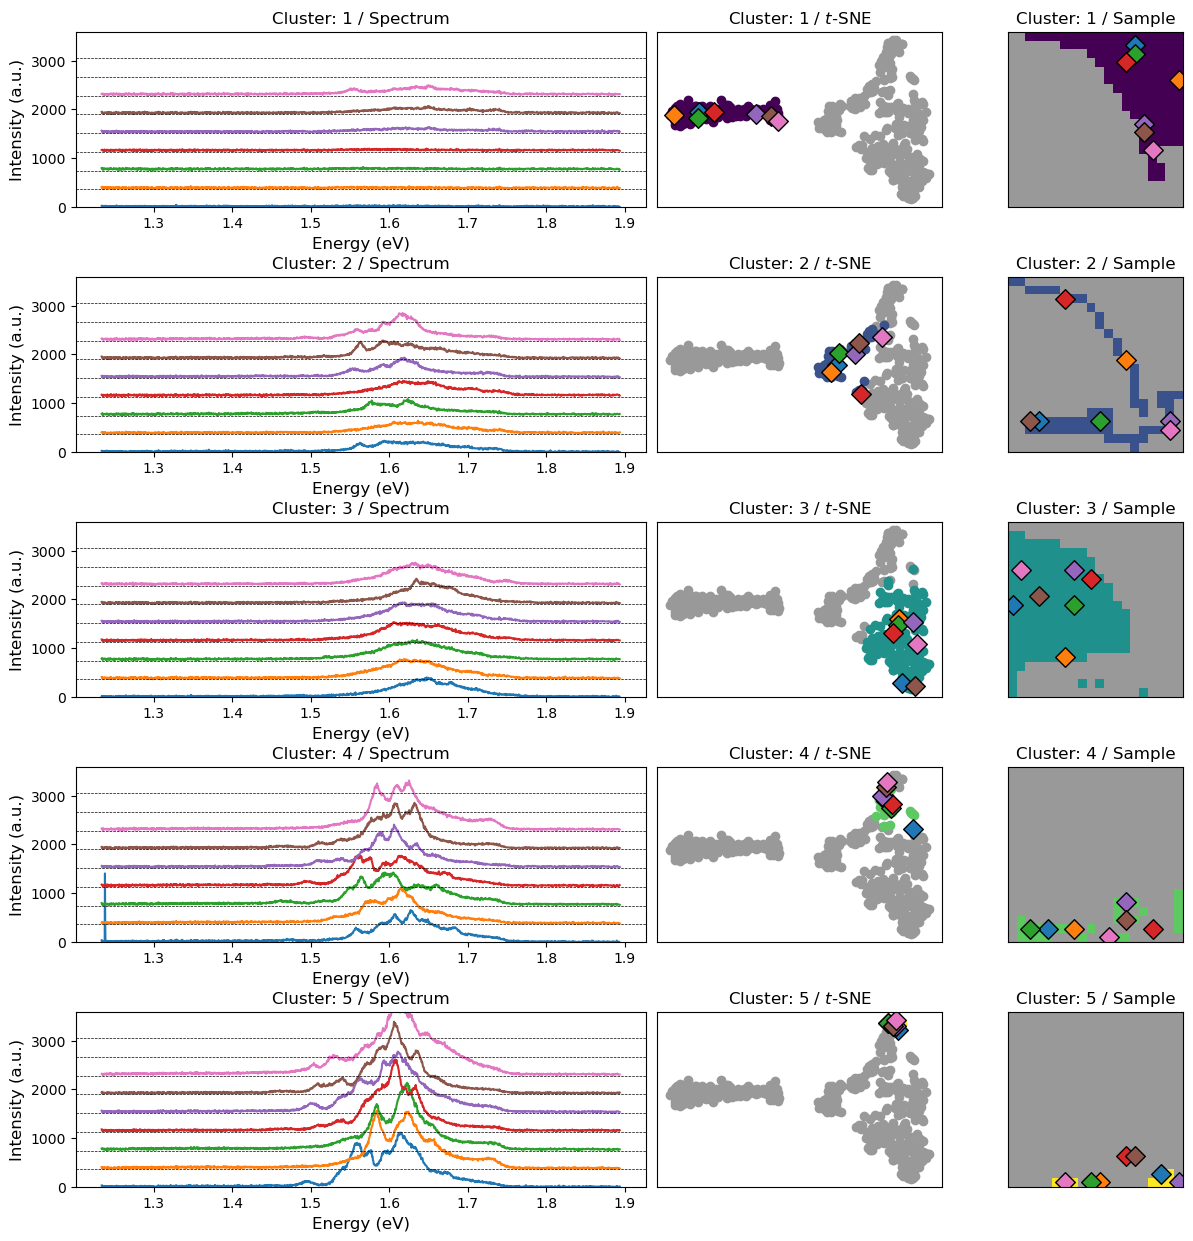 Cluster: 1 / Spectrum
Cluster: 1 / t-SNE
Cluster: 1 / Sample
Intensity (a.u.)
3000
2000
1000
0
1.3 1.4 1.5 1.6 1.7 1.8 1.9
Energy (eV)
Cluster: 2 / Spectrum
Cluster: 2 / t-SNE
Cluster: 2 / Sample
Intensity (a.u.)
3000
2000
1000
0
1.3 1.4 1.5 1.6 1.7 1.8 1.9
Energy (eV)
Cluster: 3 / Spectrum
Cluster: 3 / t-SNE
Cluster: 3 / Sample
Intensity (a.u.)
3000
2000
1000
0
1.3 1.4 1.5 1.6 1.7 1.8 1.9
Energy (eV)
Cluster: 4 / Spectrum
Cluster: 4 / t-SNE
Cluster: 4 / Sample
Intensity (a.u.)
3000
2000
1000
0
1.3 1.4 1.5 1.6 1.7 1.8 1.9
Energy (eV)
Cluster: 5 / Spectrum
Cluster: 5 / t-SNE
Cluster: 5 / Sample
Intensity (a.u.)
3000
2000
1000
0
1.3 1.4 1.5 1.6 1.7 1.8 1.9
Energy (eV)